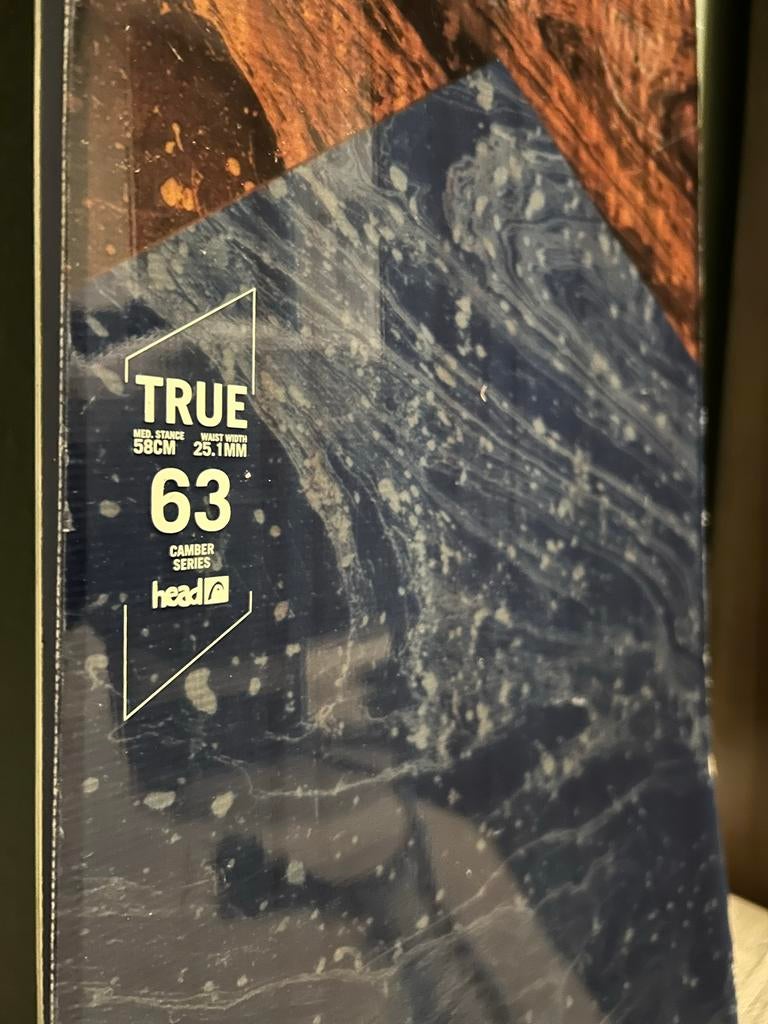 TRUE
MED. STANCE WAIST WIDTH
58CM 25.1MM
63
CAMBER
SERIES
head